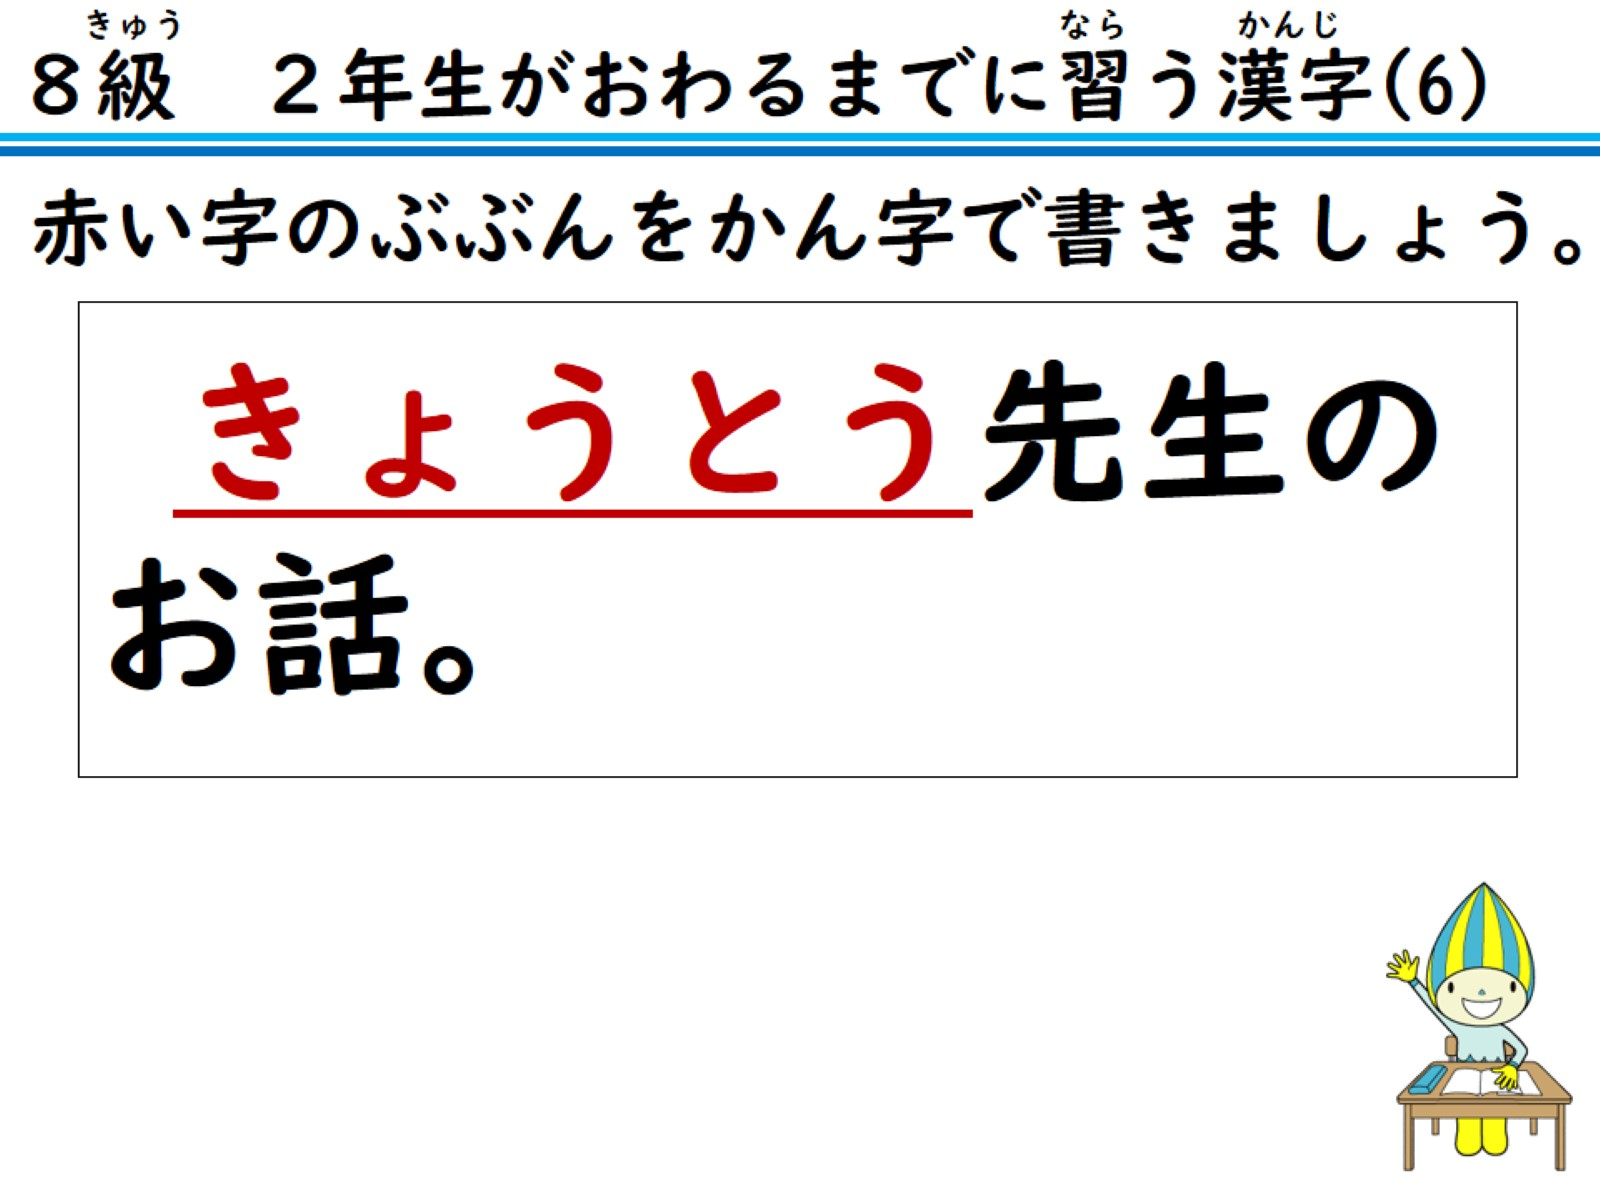 きゅう なら かんじ
８級　２年生がおわるまでに習う漢字(6)
赤い字のぶぶんをかん字で書きましょう。
きょうとう先生の
お話。